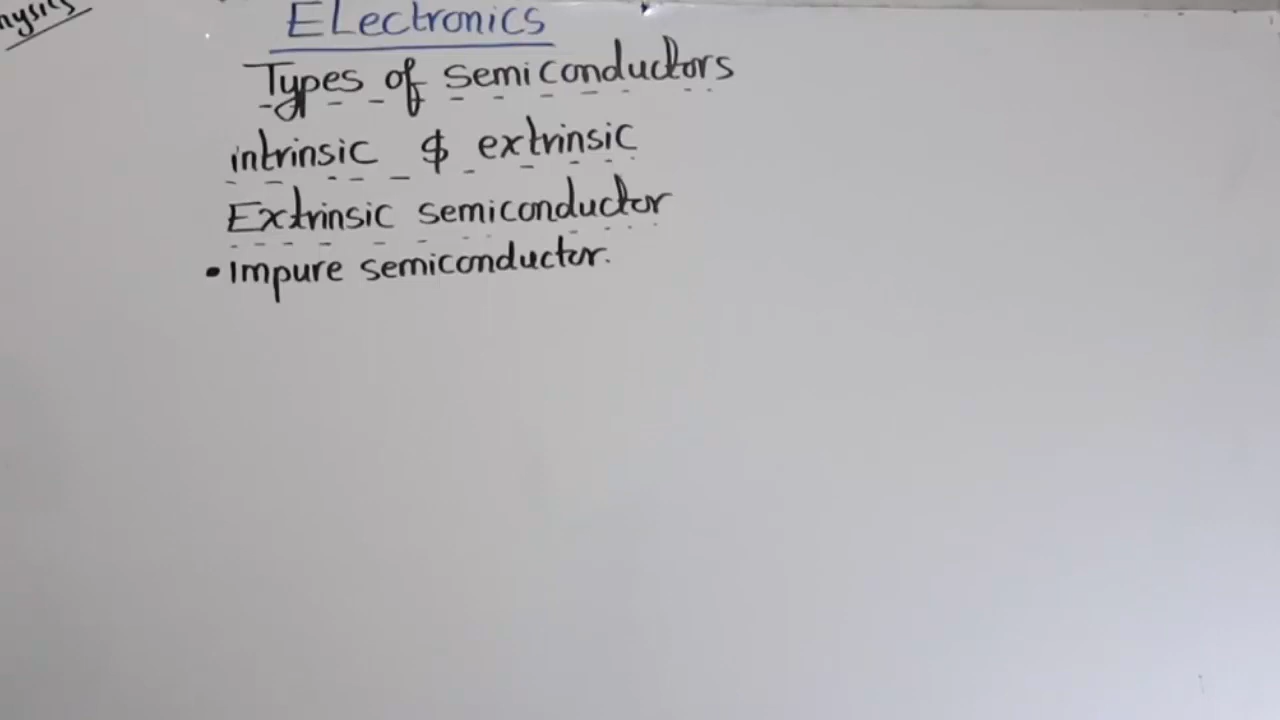 ELectronics
Types of semiconductors
intrinsic & extrinsic
Extrinsic semiconductor
• Impure semiconductor.